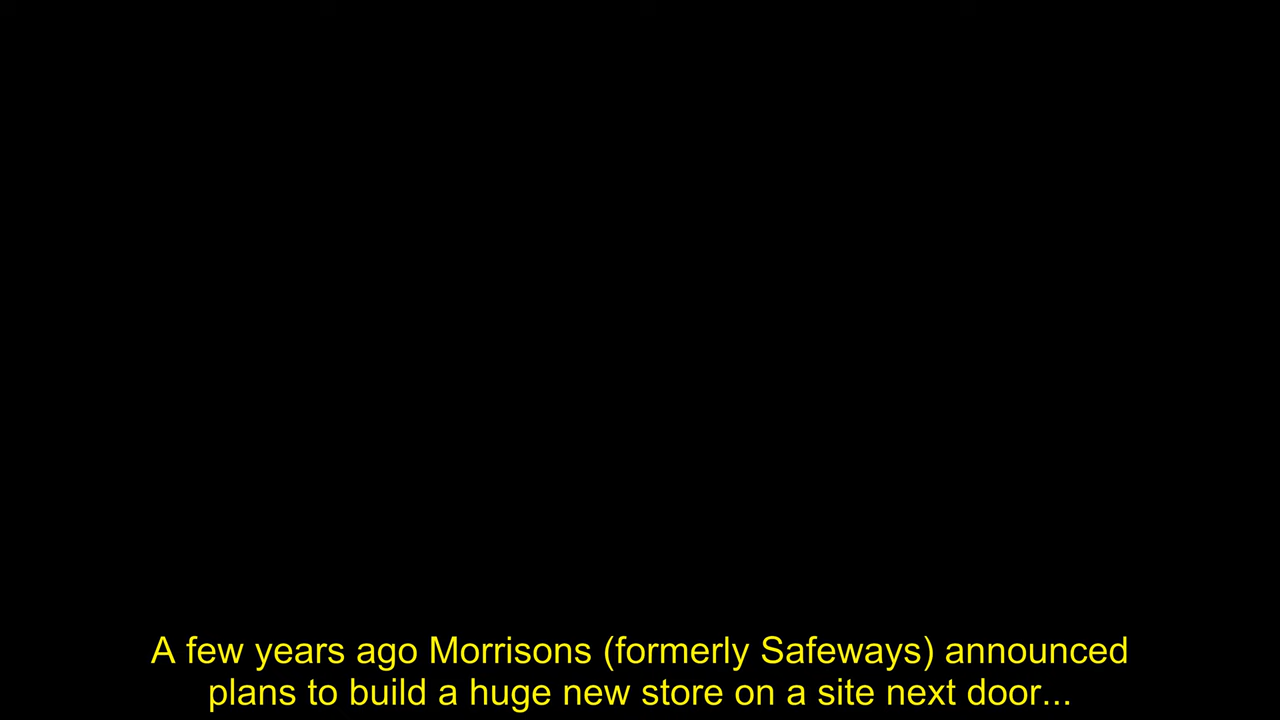 A few years ago Morrisons (formerly Safeways) announced
plans to build a huge new store on a site next door...